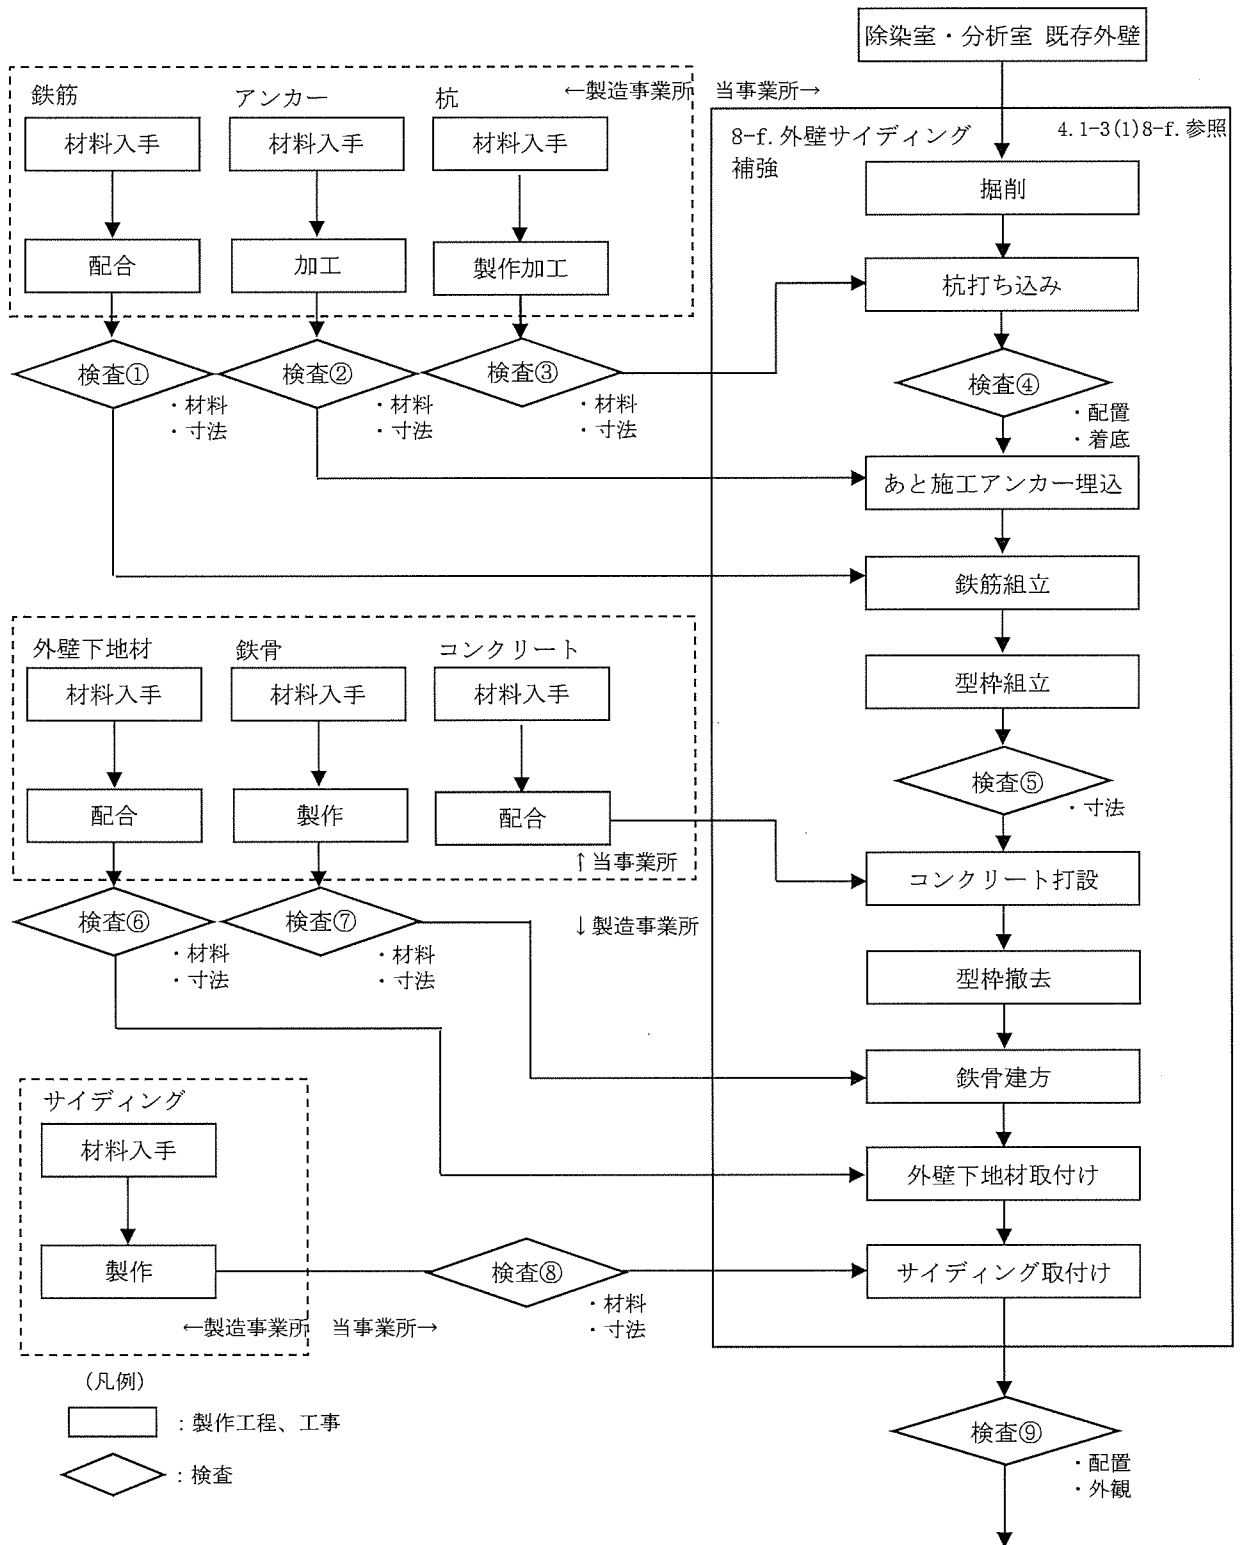 除染室・分析室 既存外壁
←製造事業所 当事業所→
鉄筋
材料入手
配合
検査①
・材料
・寸法
アンカー
材料入手
加工
検査②
・材料
・寸法
杭
材料入手
製作加工
検査③
・材料
・寸法
8-f. 外壁サイディング
補強
4.1-3(1)8-f. 参照
掘削
杭打ち込み
検査④
・配置
・着底
あと施工アンカー埋込
鉄筋組立
型枠組立
検査⑤
・寸法
コンクリート打設
型枠撤去
鉄骨建方
外壁下地材取付け
サイディング取付け
外壁下地材
材料入手
配合
検査⑥
・材料
・寸法
鉄骨
材料入手
製作
検査⑦
・材料
・寸法
コンクリート
材料入手
配合
↑当事業所
↓製造事業所
サイディング
材料入手
製作
←製造事業所 当事業所→
検査⑧
・材料
・寸法
検査⑨
・配置
・外観
(凡例)
：製作工程、工事
：検査